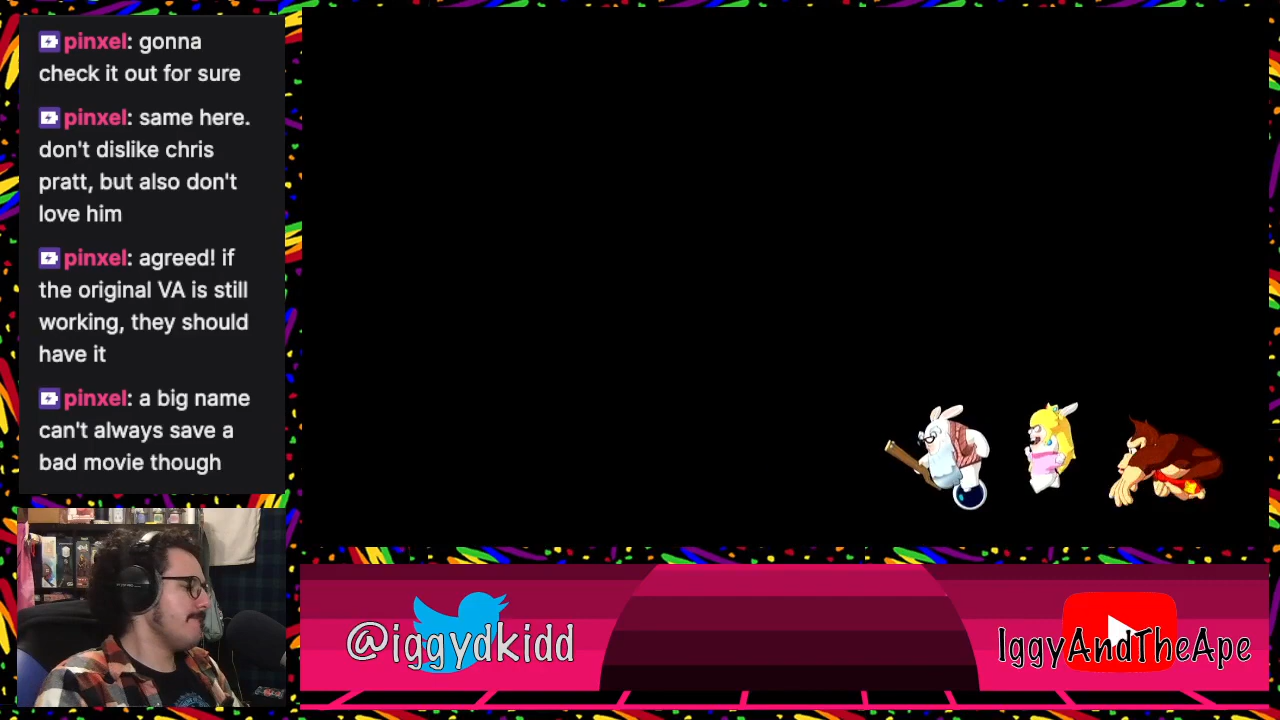 pinxel: gonna
check it out for sure
pinxel: same here.
don't dislike chris
pratt, but also don't
love him
pinxel: agreed! if
the original VA is still
working, they should
have it
pinxel: a big name
can't always save a
bad movie though
@iggydkidd
IggyAndTheApe